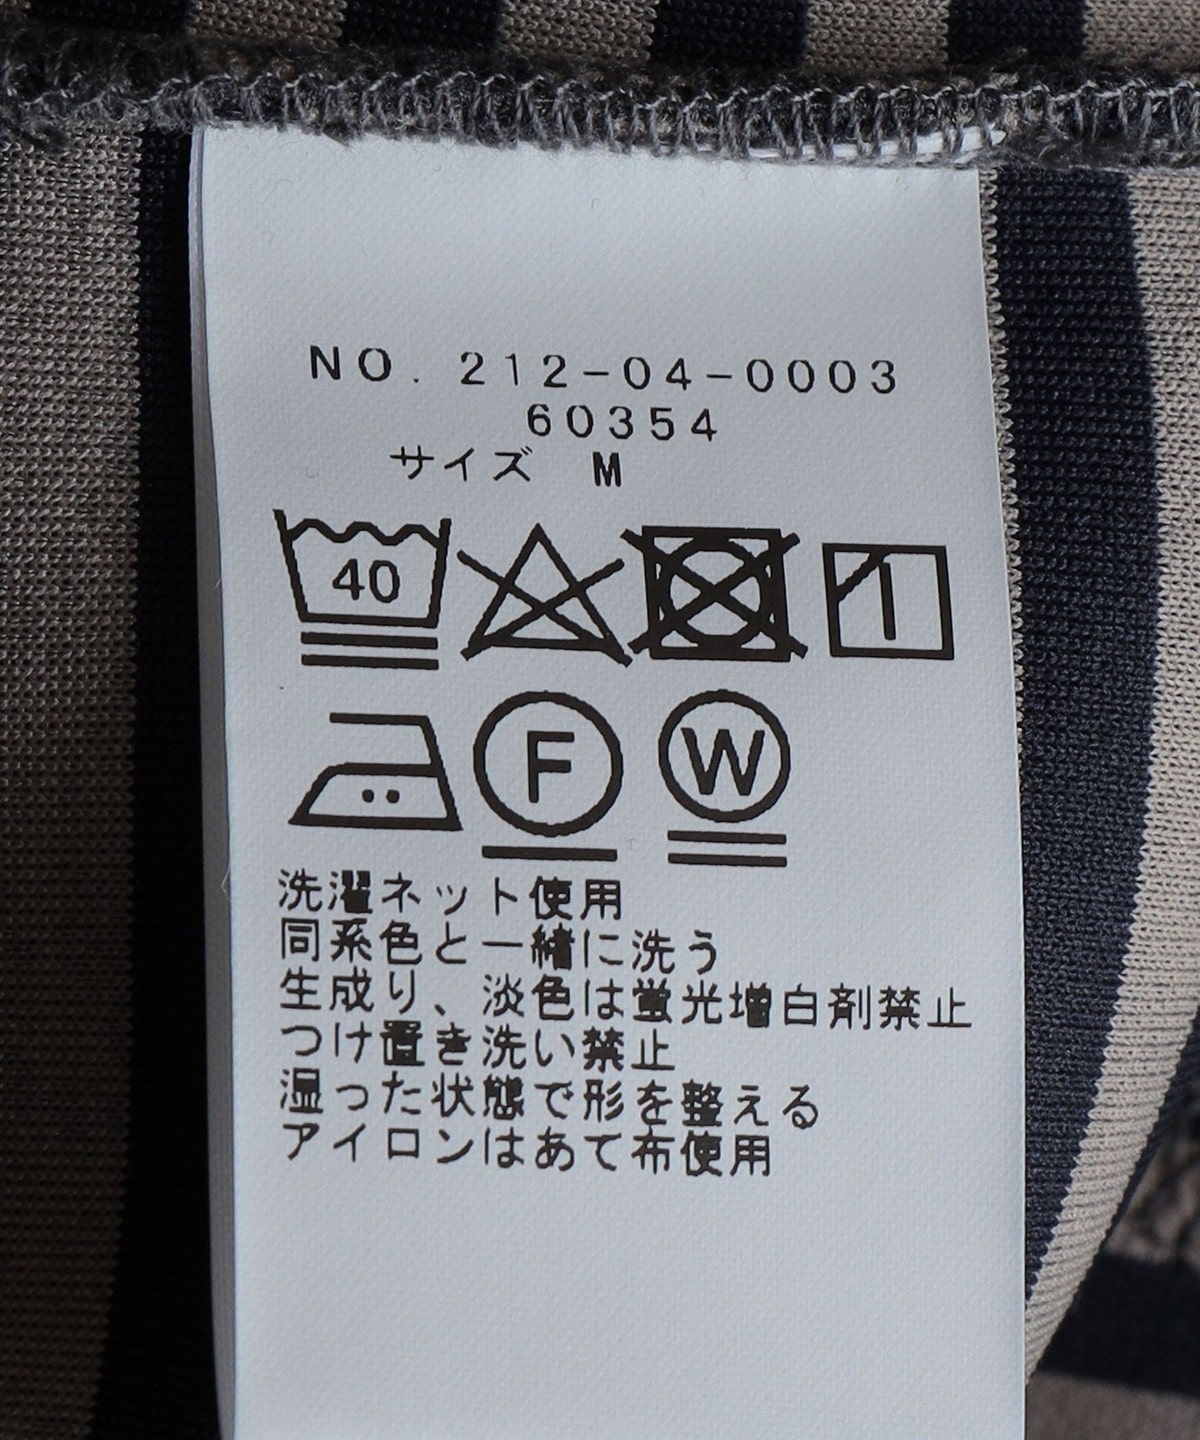 NO. 212-04-0003
60354
サイズ M
40
F W
洗濯ネット使用
同系色と一緒に洗う
生成り、淡色は蛍光増白剤禁止
つけ置き洗い禁止
湿った状態で形を整える
アイロンはあて布使用